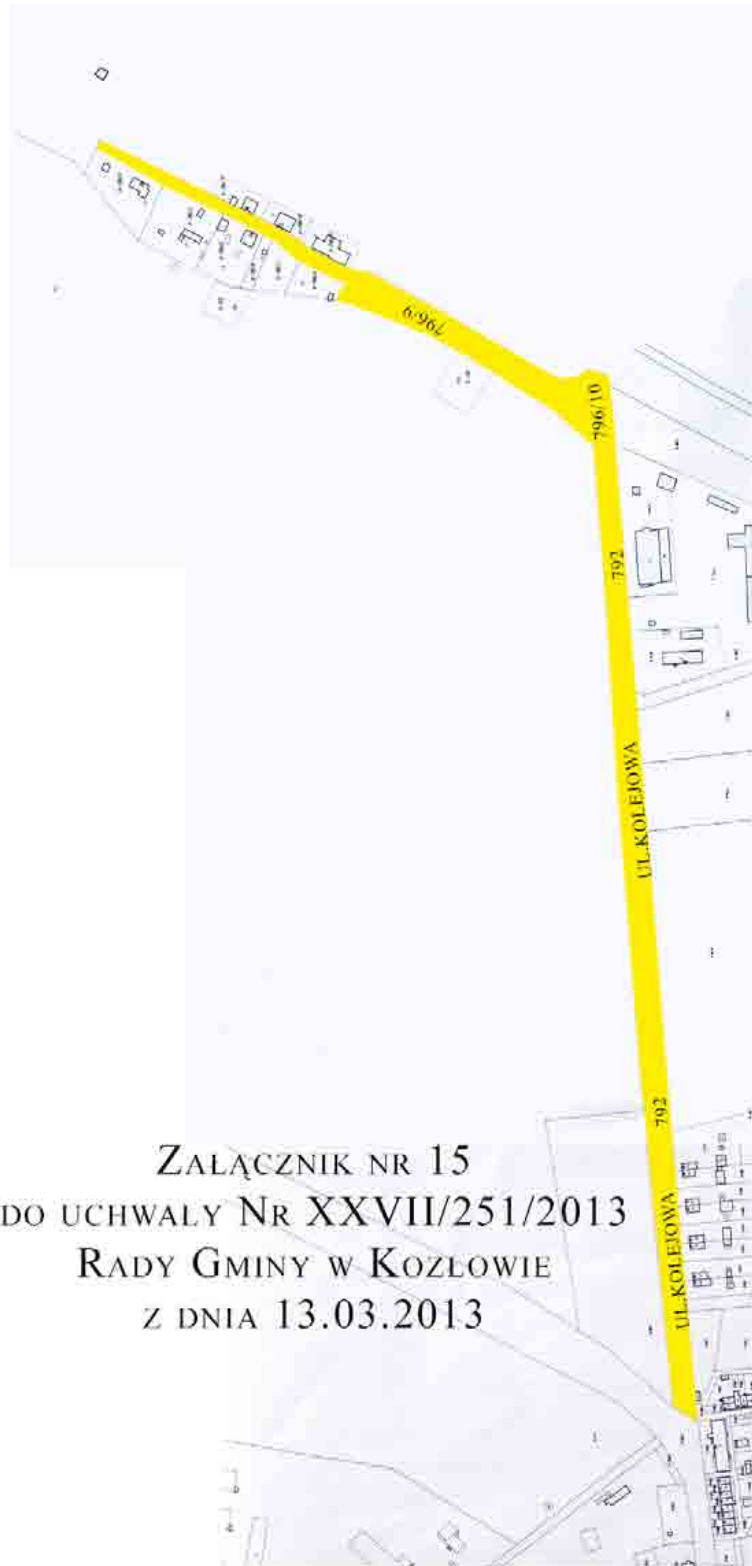 796/9
796/10
792
UL.KOLEJOWA
792
UL.KOLEJOWA
ZAŁĄCZNIK NR 15
DO UCHWAŁY NR XXVII/251/2013
RADY GMINY W KOZŁOWIE
Z DNIA 13.03.2013